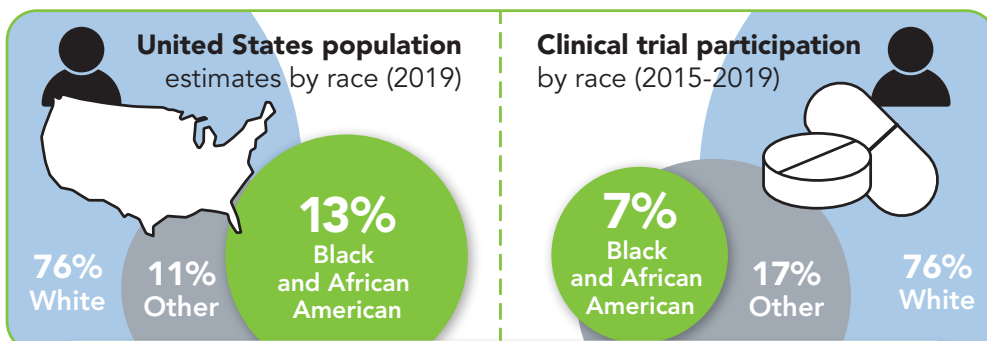 United States population
estimates by race (2019)
76%
White
11%
Other
13%
Black
and African
American
Clinical trial participation
by race (2015-2019)
7%
Black
and African
American
17%
Other
76%
White